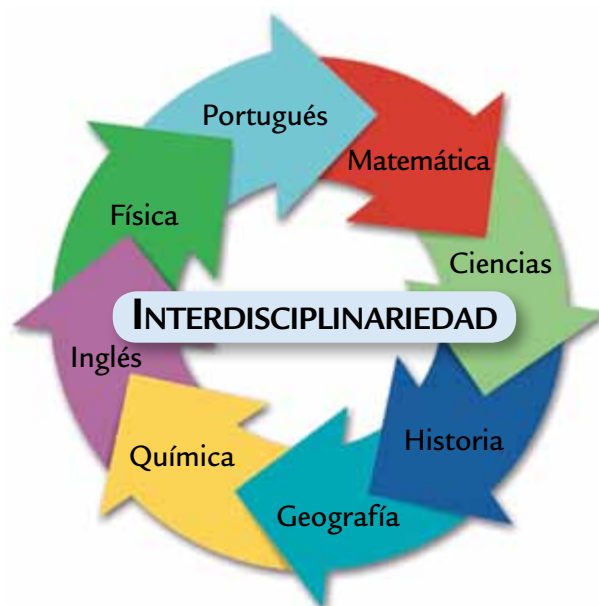 Portugués
Matemática
Ciencias
Física
INTERDISCIPLINARIEDAD
Inglés
Historia
Química
Geografía